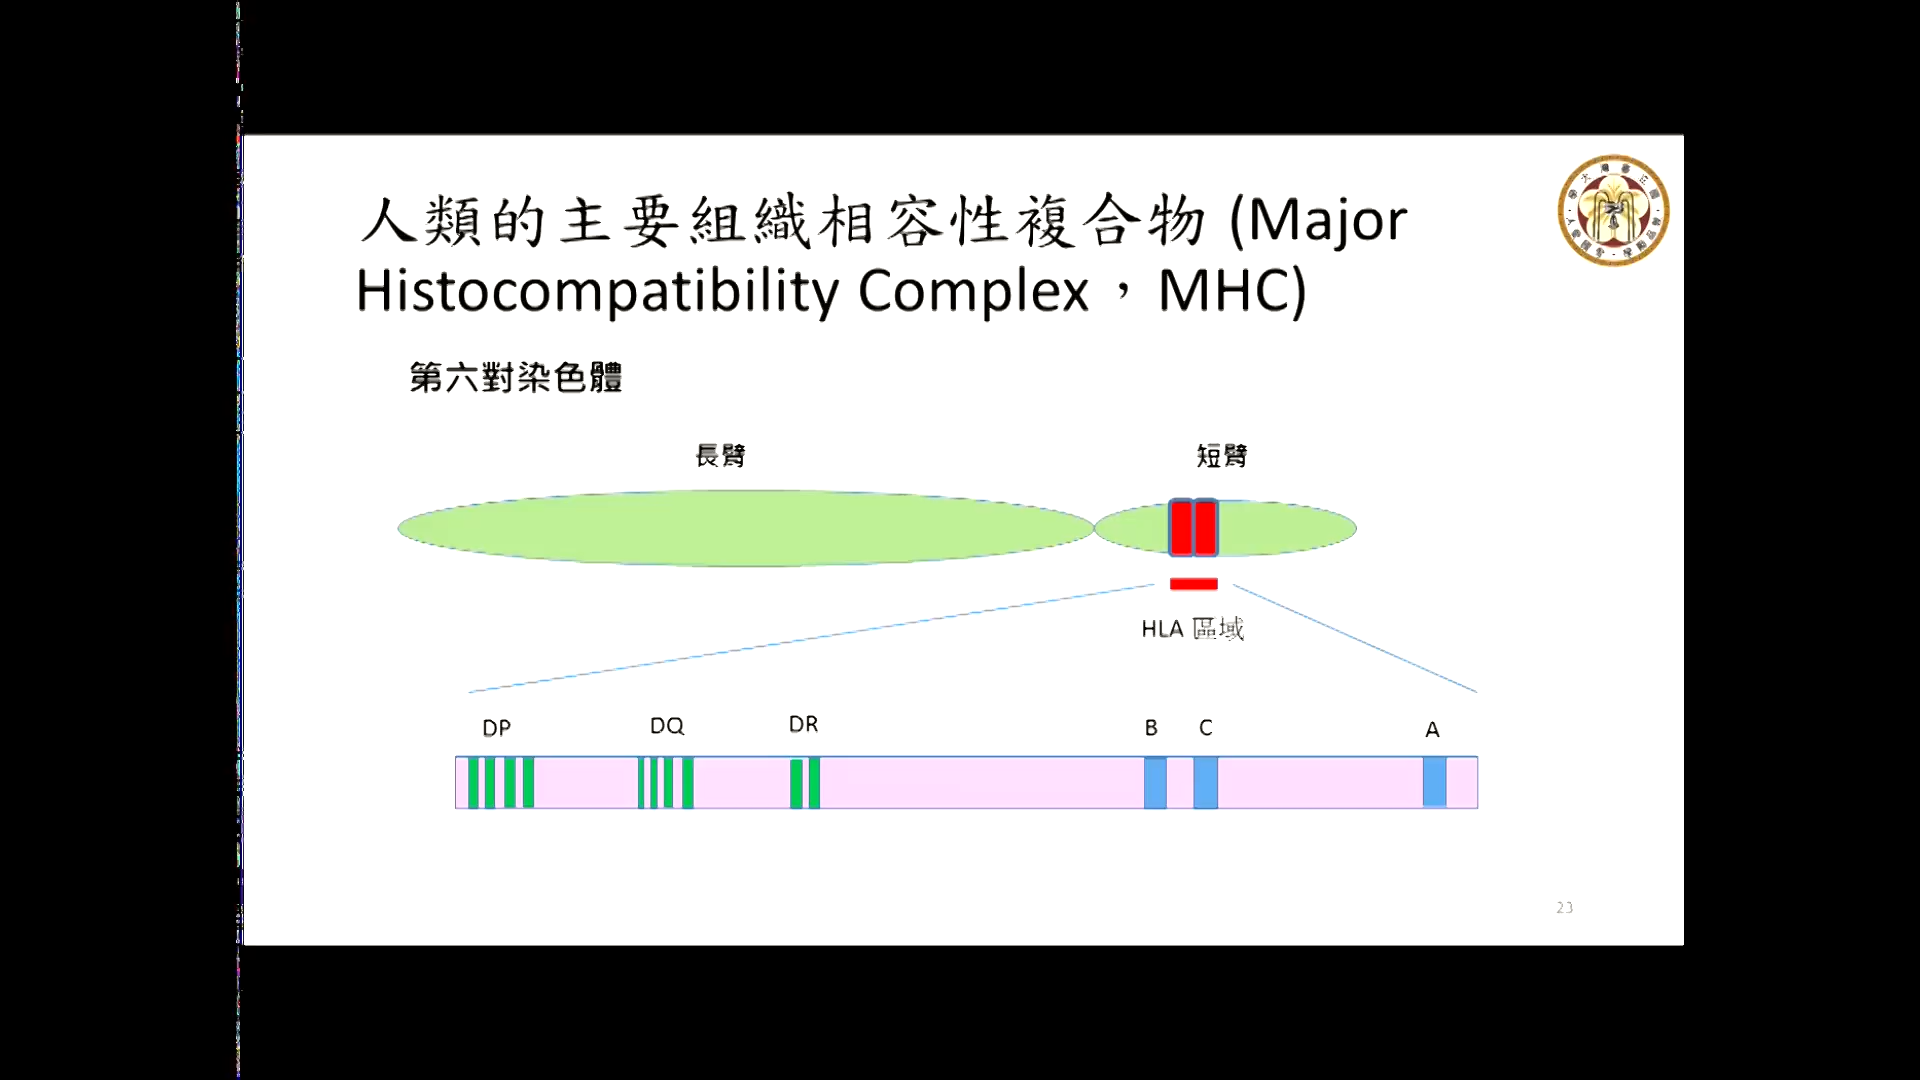 人類的主要組織相容性複合物 (Major
Histocompatibility Complex，MHC)
第六對染色體
長臂
短臂
HLA 區域
DP
DQ
DR
B
C
A
23